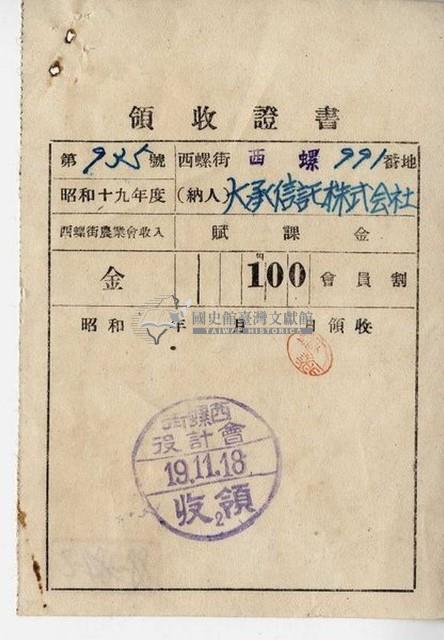 領收證書
第925號 西螺街 西螺 991番地
昭和十九年度 (納人) 大承信託株式会社
西螺街農業會收入 賦課金
金 100 會員割
昭和 年 月 日領收
國史館臺灣文獻館
TAIWAN HISTORICA
西螺街
會計役
19.11.18
領2收